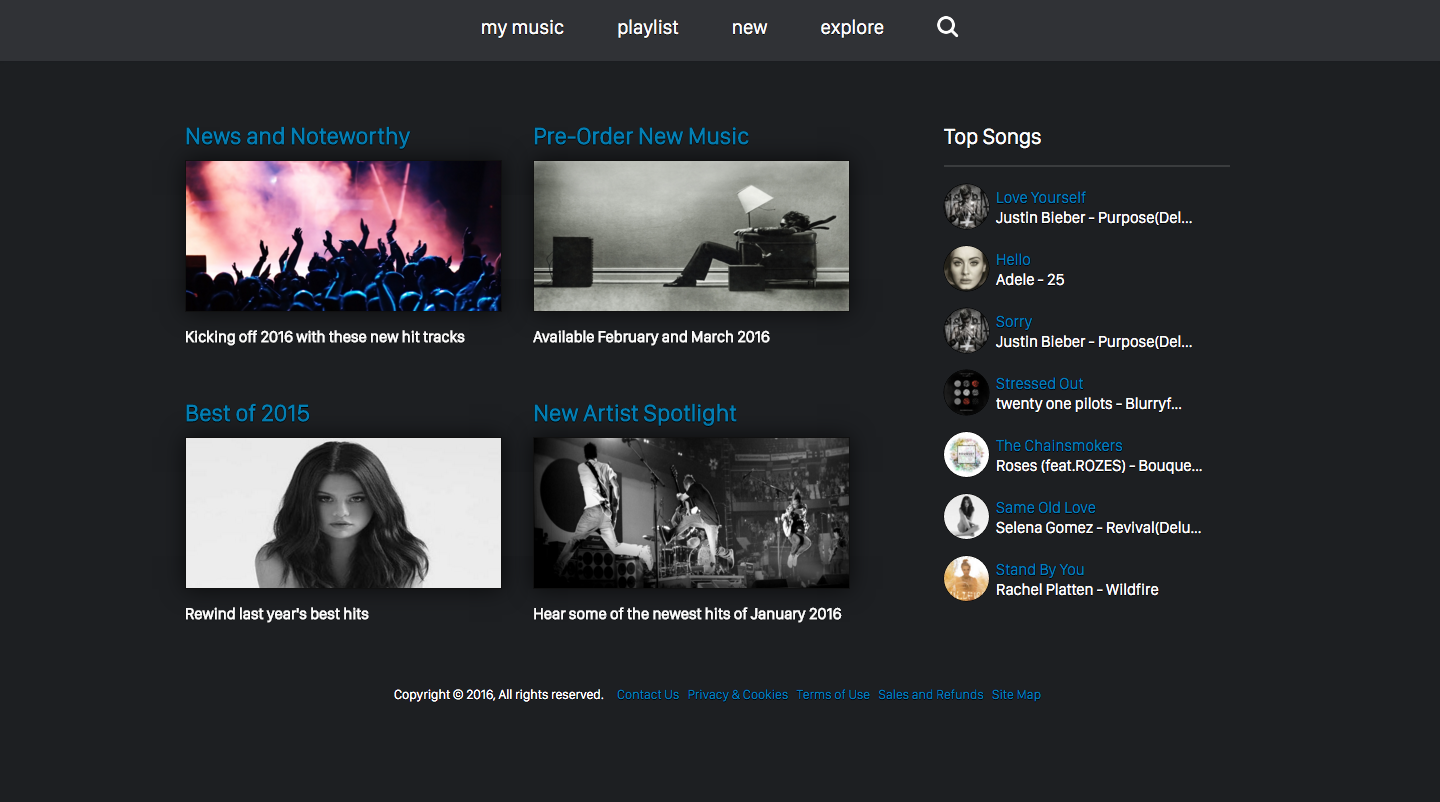 my music
playlist
new
explore
News and Noteworthy
Kicking off 2016 with these new hit tracks
Pre-Order New Music
Available February and March 2016
Best of 2015
Rewind last year's best hits
New Artist Spotlight
Hear some of the newest hits of January 2016
Top Songs
Love Yourself
Justin Bieber - Purpose(Del...
Hello
Adele - 25
Sorry
Justin Bieber - Purpose(Del...
Stressed Out
twenty one pilots - Blurryf...
The Chainsmokers
Roses (feat.ROZES) - Bouque...
Same Old Love
Selena Gomez - Revival(Delu...
Stand By You
Rachel Platten - Wildfire
Copyright © 2016, All rights reserved. Contact Us Privacy & Cookies Terms of Use Sales and Refunds Site Map